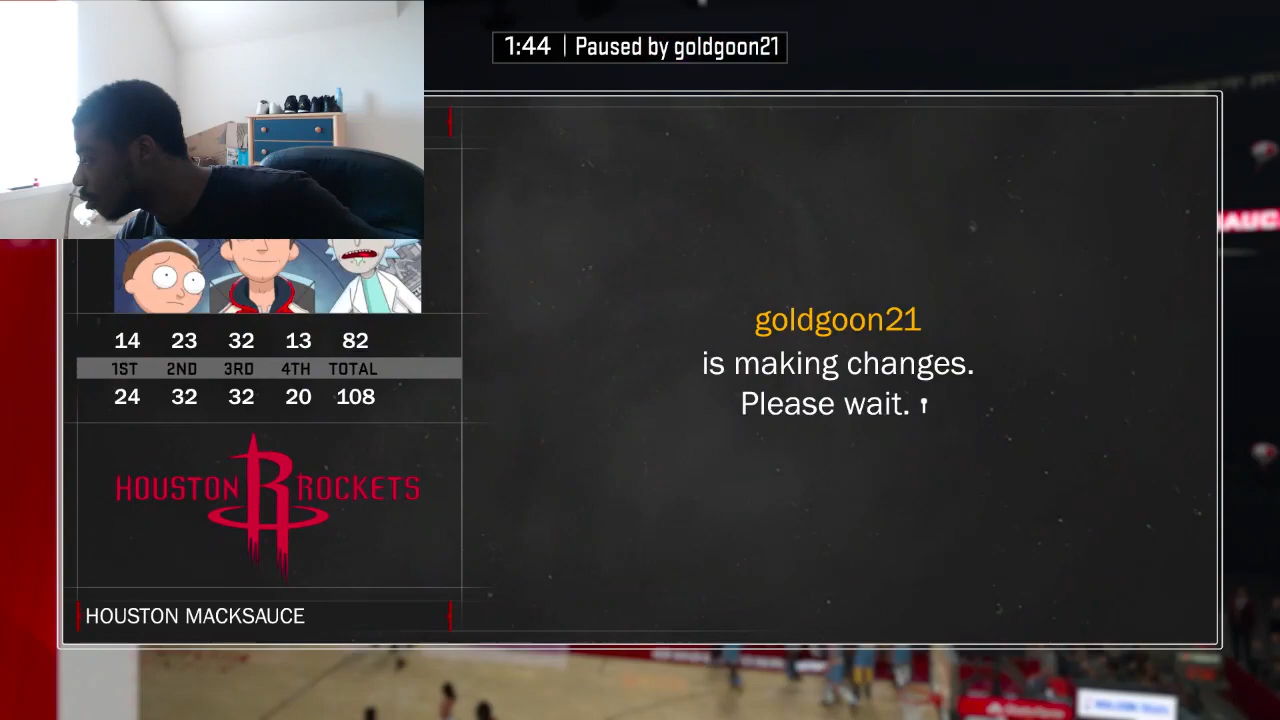 1:44 | Paused by goldgoon21
goldgoon21
is making changes.
Please wait.
14 23 32 13 82
1ST 2ND 3RD 4TH TOTAL
24 32 32 20 108
HOUSTON ROCKETS
HOUSTON MACKSAUCE